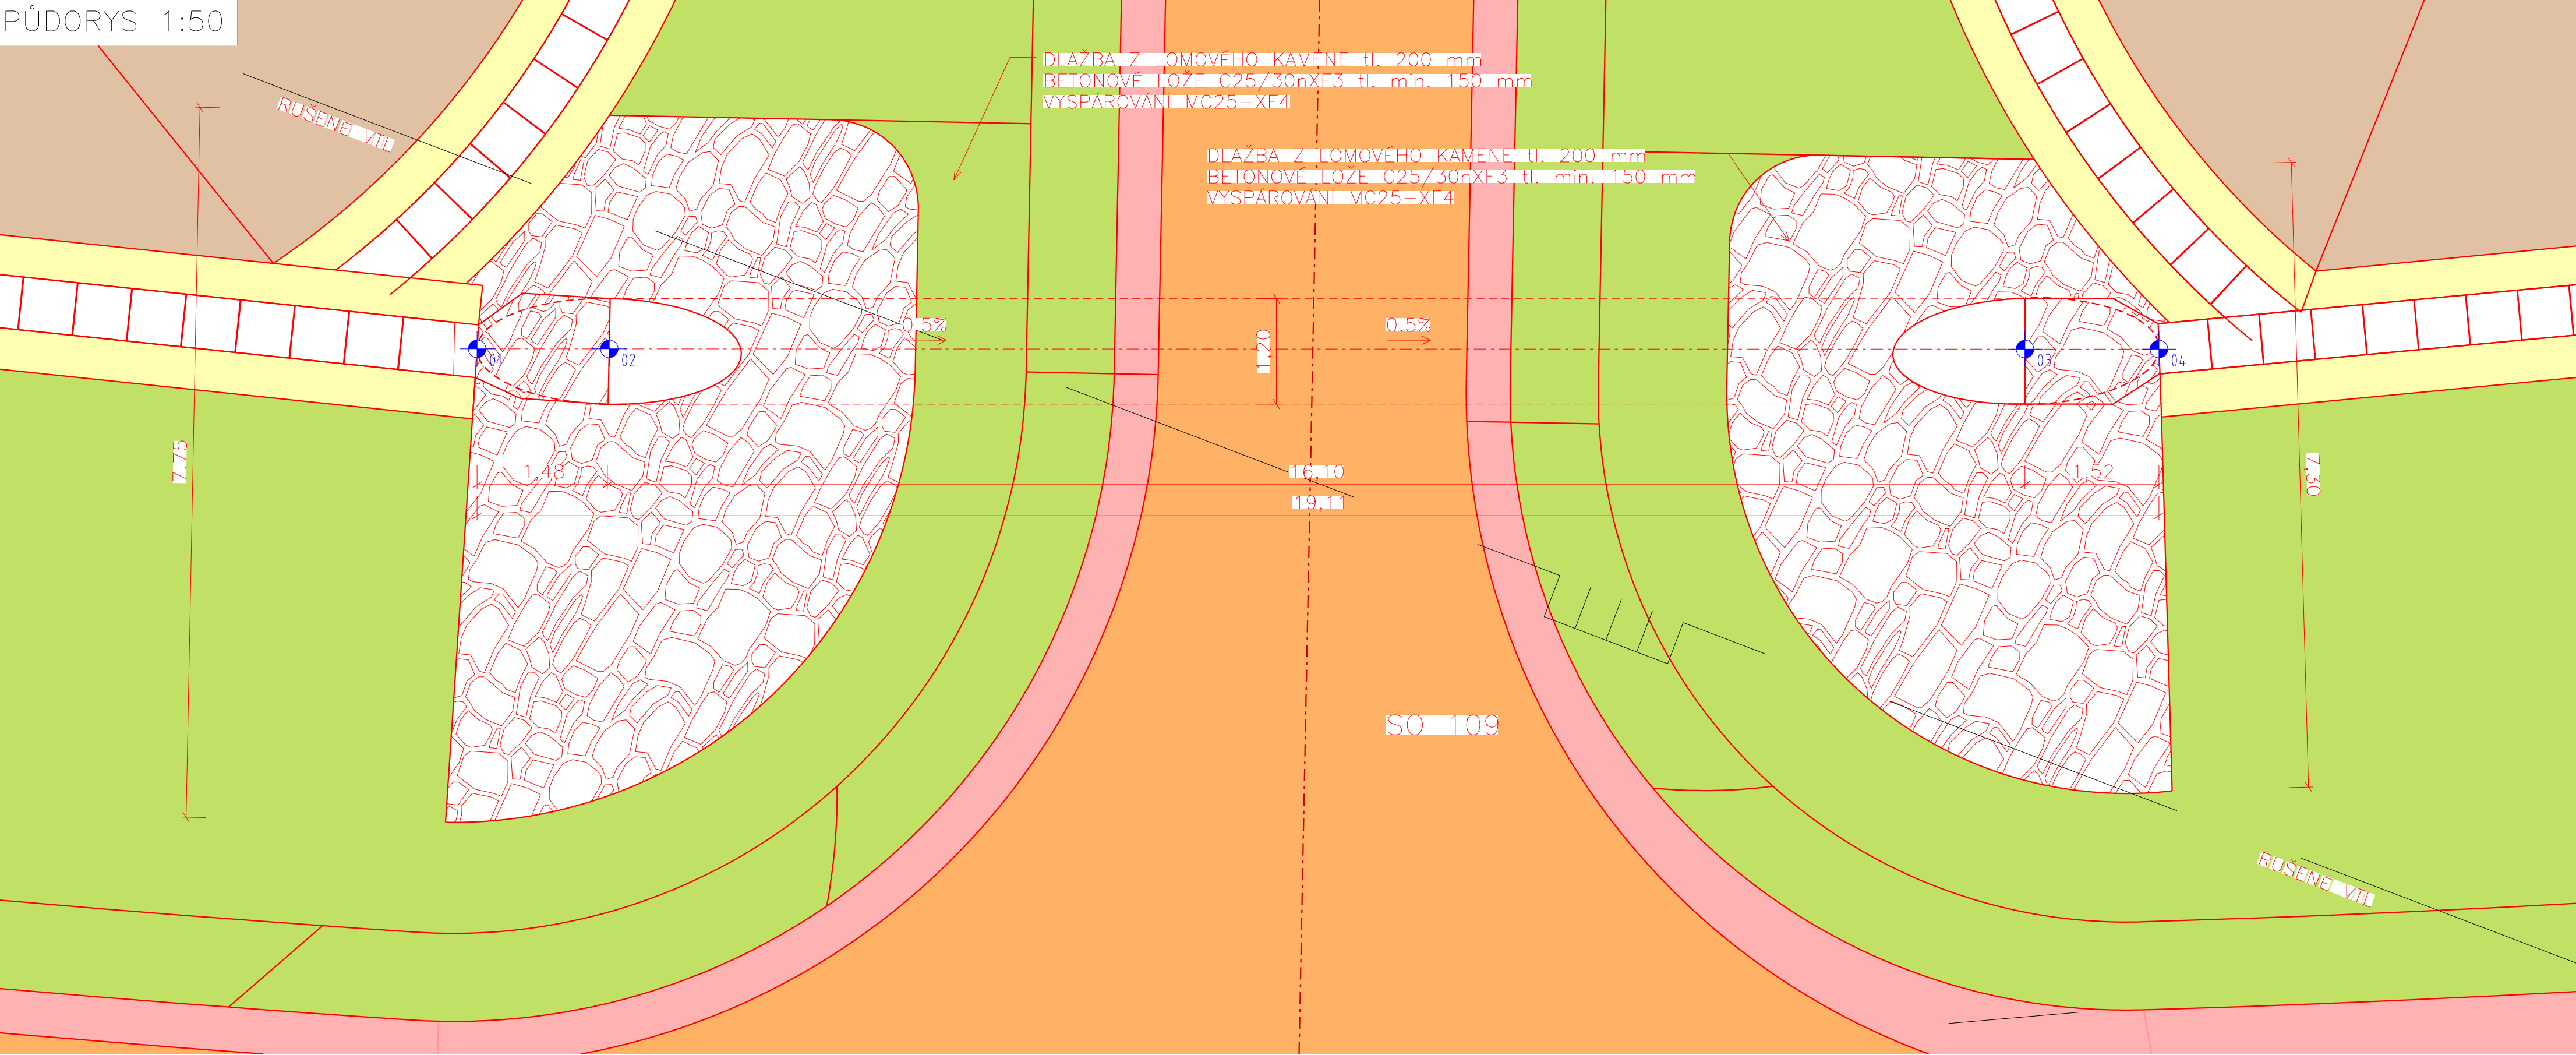 PŮDORYS 1:50
DLAŽBA Z LOMOVÉHO KAMENE tl. 200 mm
BETONOVÉ LOŽE C25/30nXF3 tl. min. 150 mm
VYSPÁROVÁNÍ MC25-XF4
RUŠENÉ VTL
DLAŽBA Z LOMOVÉHO KAMENE tl. 200 mm
BETONOVÉ LOŽE C25/30nXF3 tl. min. 150 mm
VYSPÁROVÁNÍ MC25-XF4
0.5%
0.5%
1,20
01
02
03
04
7,75
1,48
16,10
1,52
7,30
19,11
SO 109
RUŠENÉ VTL